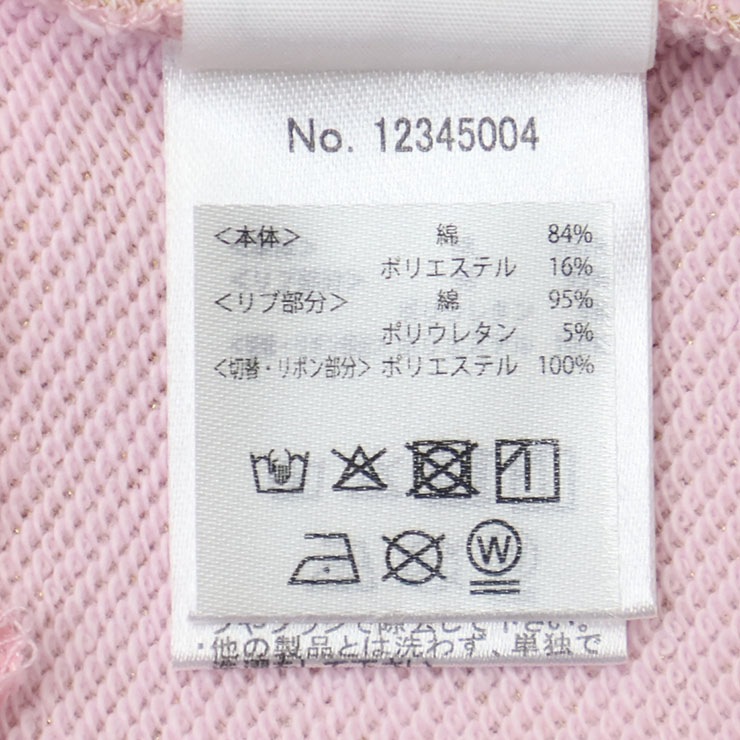 No. 12345004
<本体> 綿 84%
ポリエステル 16%
<リブ部分> 綿 95%
ポリウレタン 5%
<切替・リボン部分> ポリエステル 100%
W
・他の製品とは洗わず、単独で